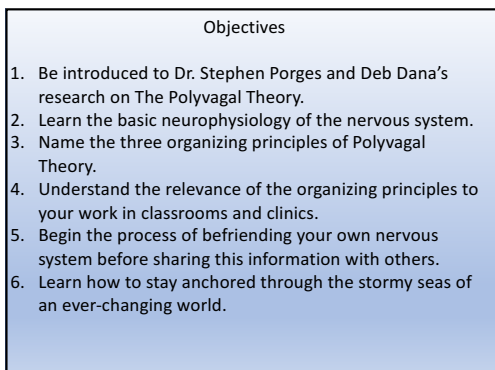 Objectives
1. Be introduced to Dr. Stephen Porges and Deb Dana’s
research on The Polyvagal Theory.
2. Learn the basic neurophysiology of the nervous system.
3. Name the three organizing principles of Polyvagal
Theory.
4. Understand the relevance of the organizing principles to
your work in classrooms and clinics.
5. Begin the process of befriending your own nervous
system before sharing this information with others.
6. Learn how to stay anchored through the stormy seas of
an ever-changing world.